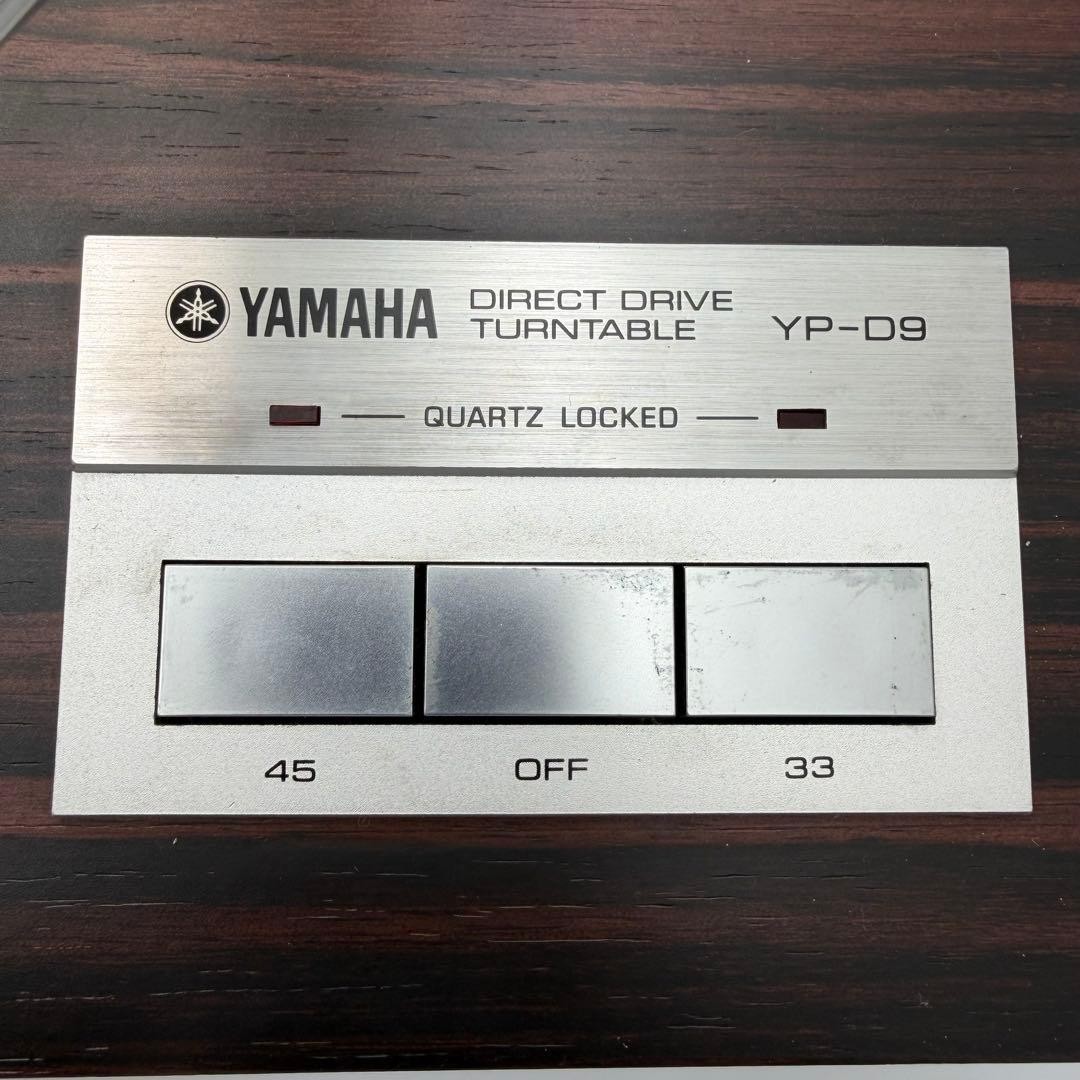 YAMAHA DIRECT DRIVE TURNTABLE YP-D9
QUARTZ LOCKED
45 OFF 33